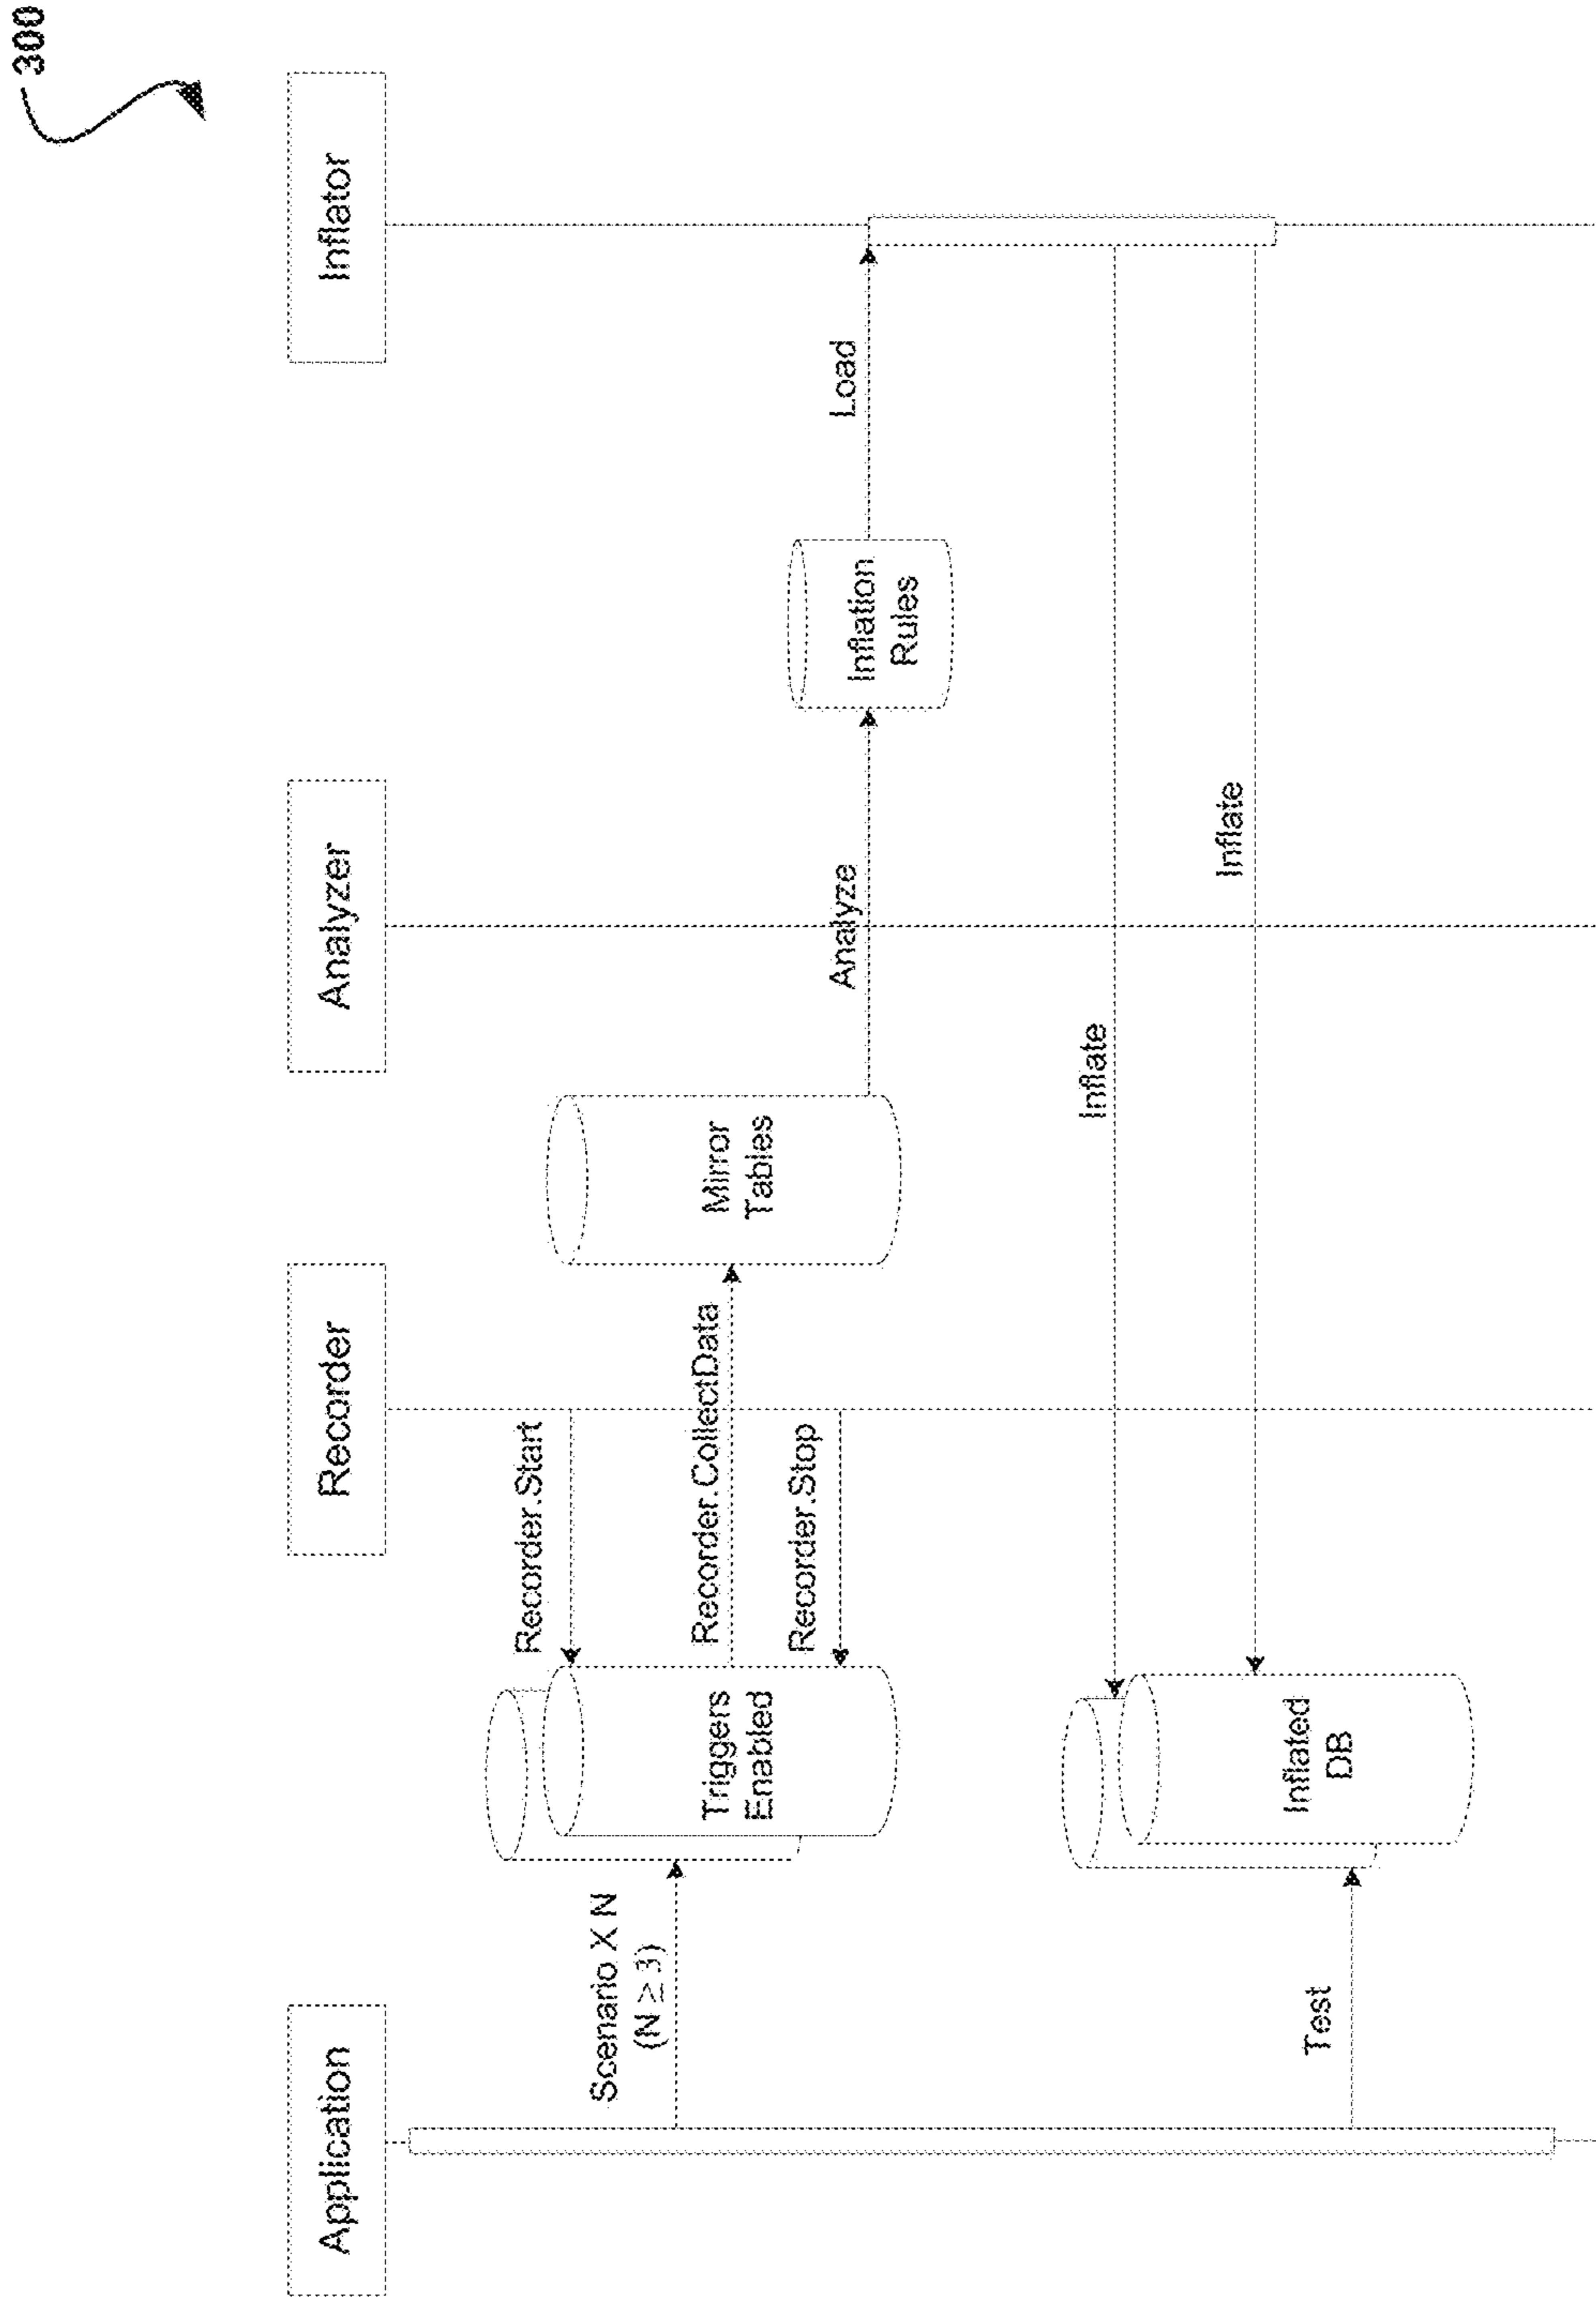 300
Application
Recorder
Analyzer
Inflator
Recorder.Start
Scenario X N
(N ≥ 3)
Triggers
Enabled
Recorder.CollectData
Mirror
Tables
Recorder.Stop
Analyze
Inflation
Rules
Load
Inflate
Inflate
Test
Inflated
DB